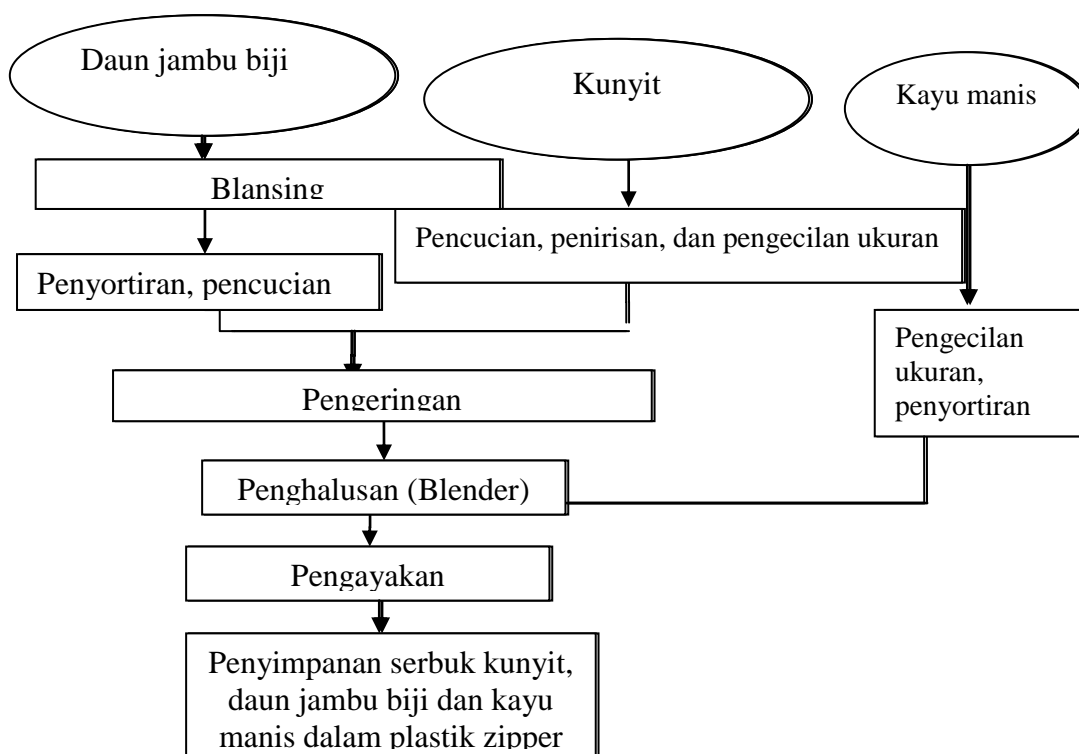 Daun jambu biji
Kunyit
Kayu manis
Blansing
Pencucian, penirisan, dan pengecilan ukuran
Penyortiran, pencucian
Pengecilan
ukuran,
penyortiran
Pengeringan
Penghalusan (Blender)
Pengayakan
Penyimpanan serbuk kunyit,
daun jambu biji dan kayu
manis dalam plastik zipper